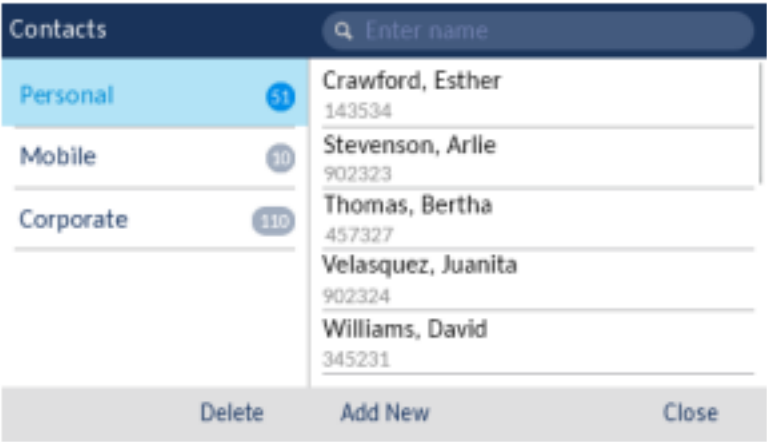 Contacts
Enter name
Personal 51
Mobile 10
Corporate 110
Crawford, Esther
143534
Stevenson, Arlie
902323
Thomas, Bertha
457327
Velasquez, Juanita
902324
Williams, David
345231
Delete Add New Close